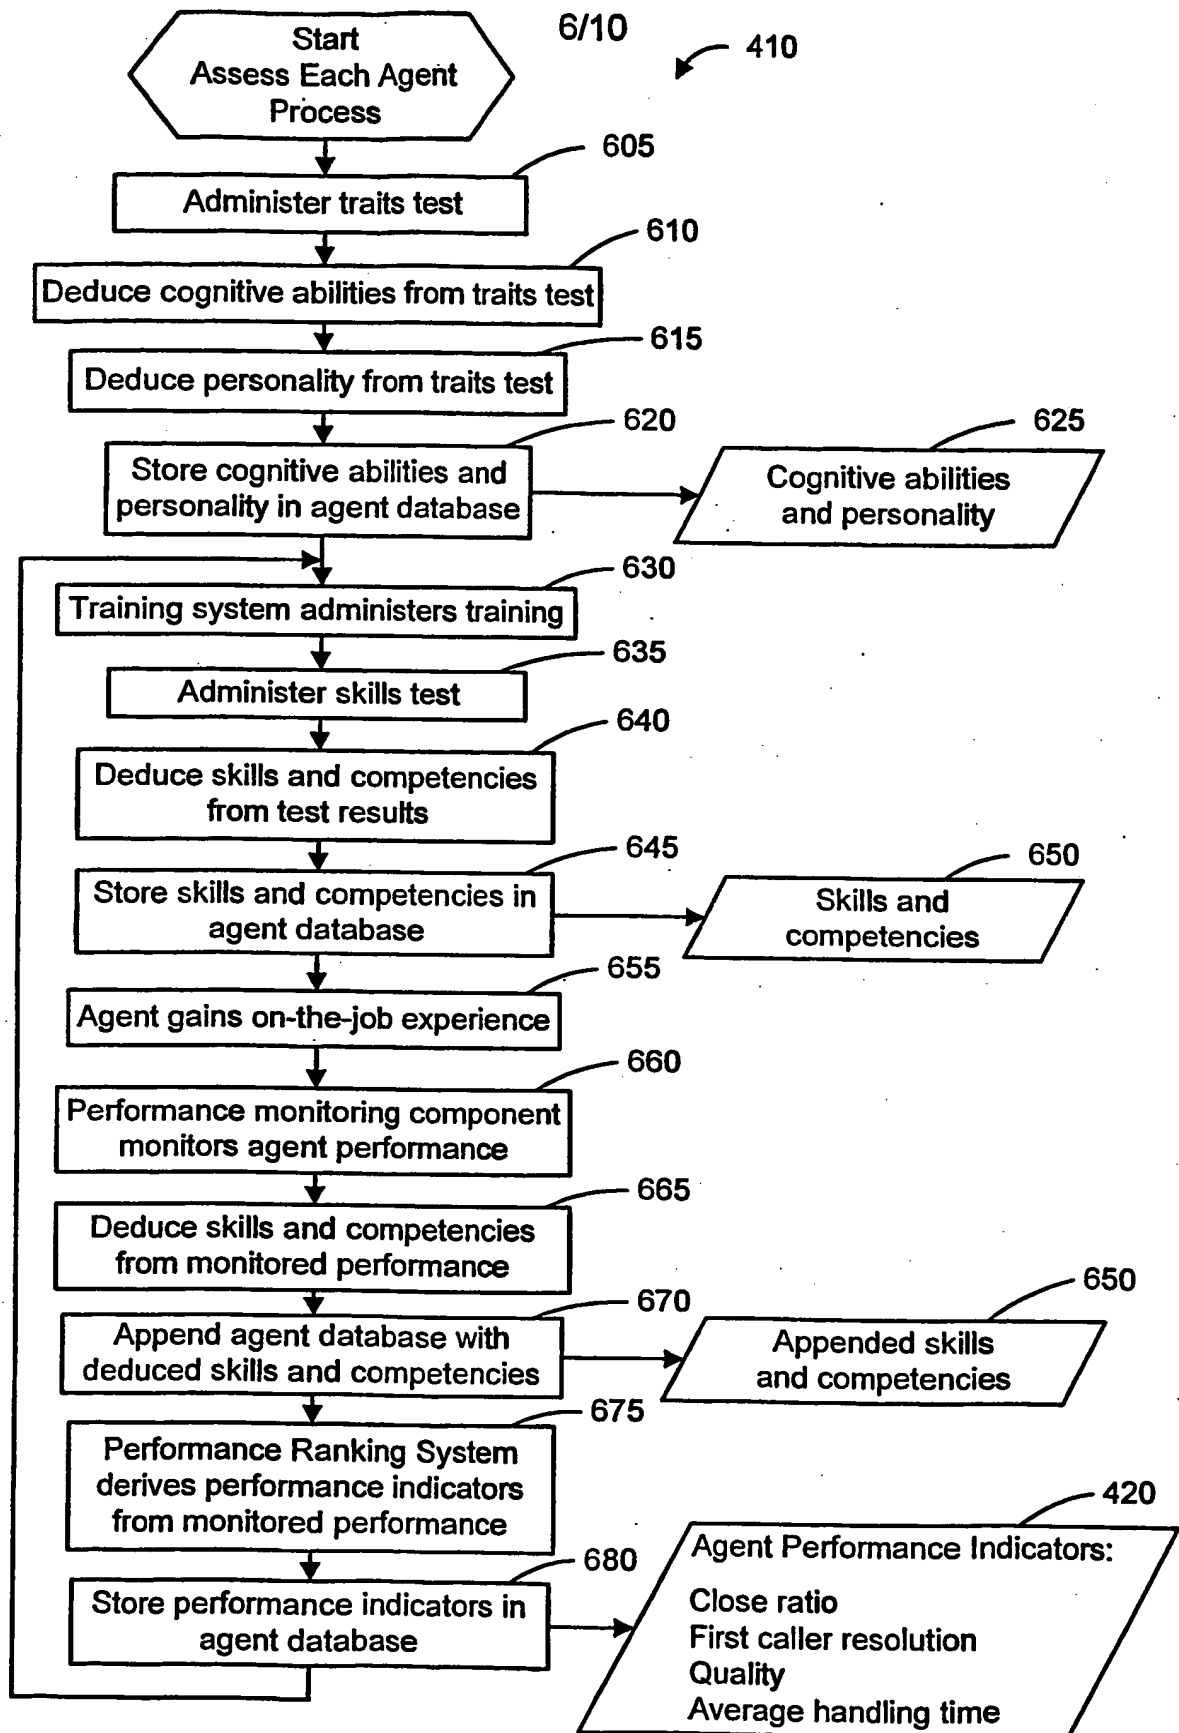 6/10
410
Start
Assess Each Agent
Process
605
Administer traits test
610
Deduce cognitive abilities from traits test
615
Deduce personality from traits test
620
Store cognitive abilities and
personality in agent database
625
Cognitive abilities
and personality
630
Training system administers training
635
Administer skills test
640
Deduce skills and competencies
from test results
645
Store skills and competencies in
agent database
650
Skills and
competencies
655
Agent gains on-the-job experience
660
Performance monitoring component
monitors agent performance
665
Deduce skills and competencies
from monitored performance
670
Append agent database with
deduced skills and competencies
650
Appended skills
and competencies
675
Performance Ranking System
derives performance indicators
from monitored performance
680
Store performance indicators in
agent database
420
Agent Performance Indicators:
Close ratio
First caller resolution
Quality
Average handling time